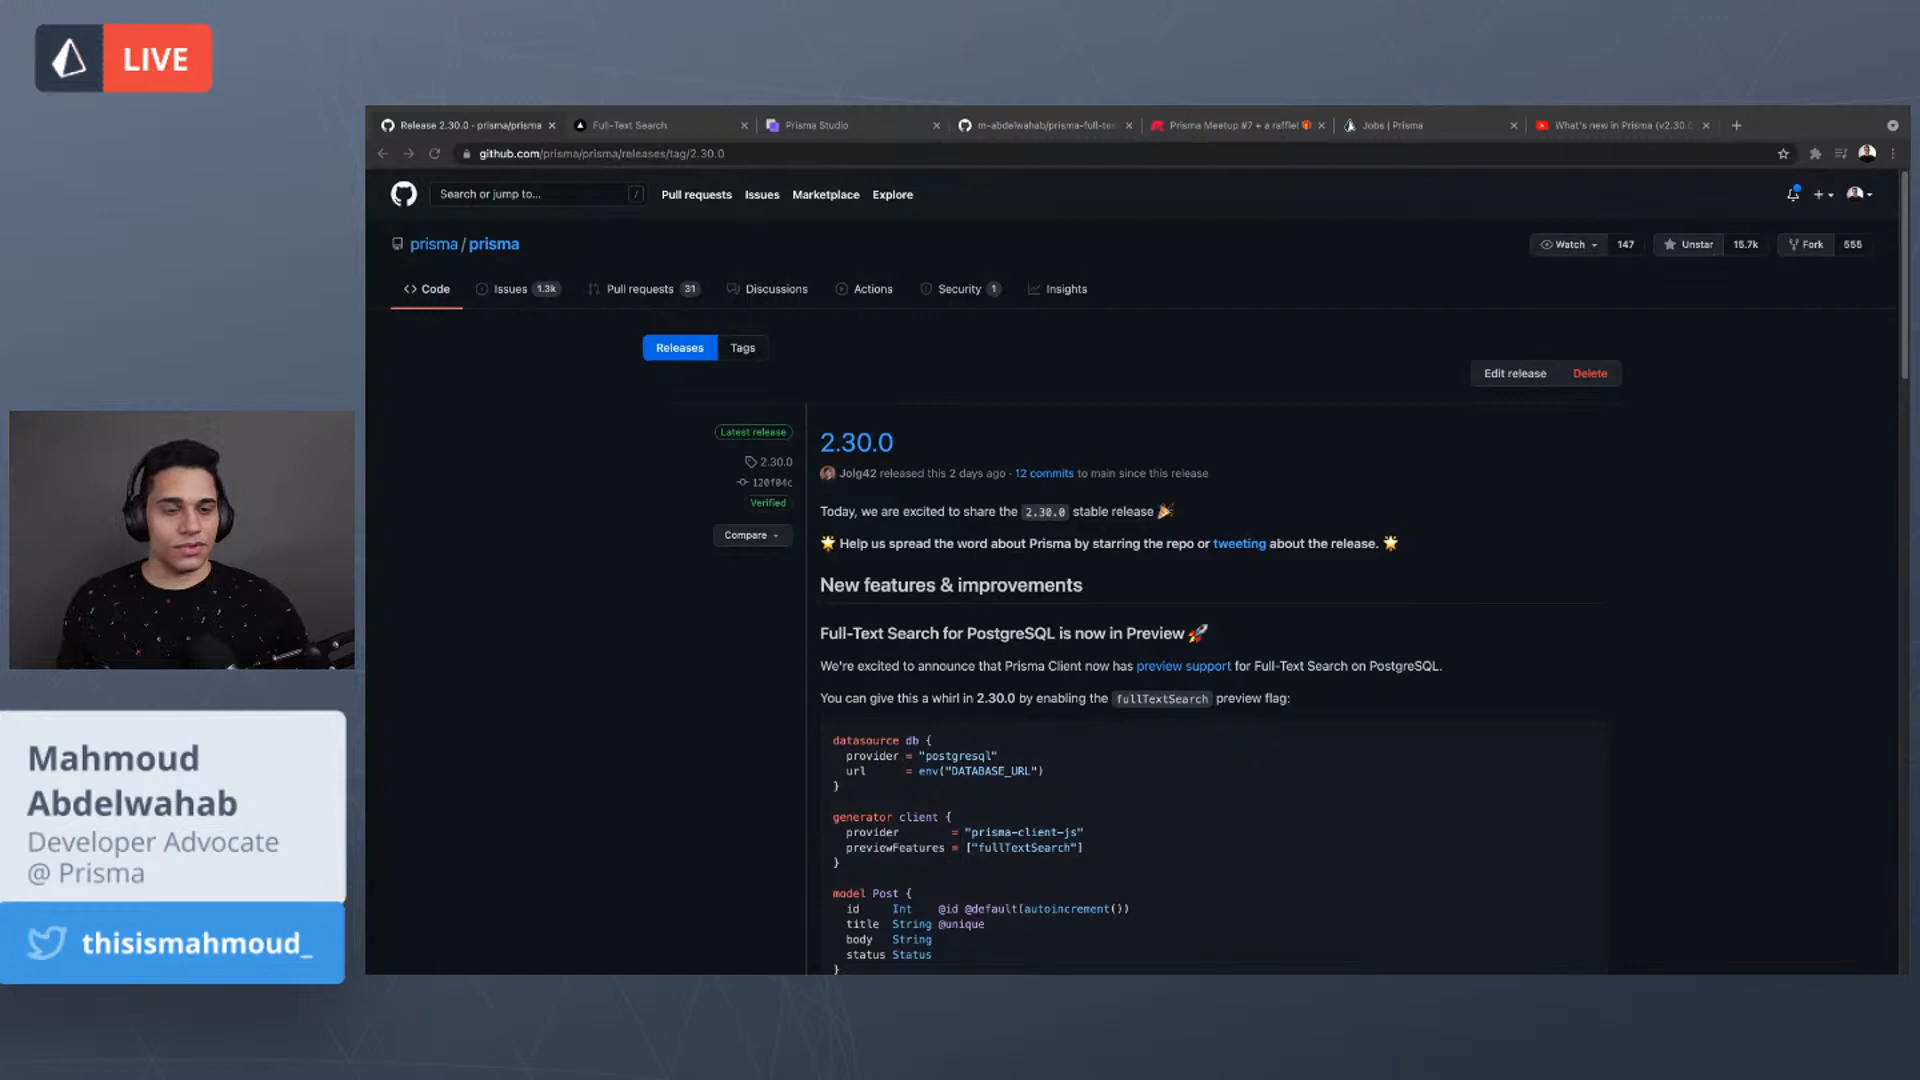 LIVE
Release 2.30.0 · prisma/prisma
Full-Text Search
Prisma Studio
m-abdelwahab/prisma-full-te
Prisma Meetup #7 + a raffle! 🎁
Jobs | Prisma
What's new in Prisma (v2.30.
github.com/prisma/prisma/releases/tag/2.30.0
Search or jump to...
/
Pull requests
Issues
Marketplace
Explore
prisma / prisma
Watch
147
Unstar
15.7k
Fork
555
Code
Issues
1.3k
Pull requests
31
Discussions
Actions
Security
1
Insights
Releases
Tags
Edit release
Delete
Latest release
2.30.0
120f04c
Verified
Compare
2.30.0
Jolg42 released this 2 days ago · 12 commits to main since this release
Today, we are excited to share the 2.30.0 stable release 🎉
🌟 Help us spread the word about Prisma by starring the repo or tweeting about the release. 🌟
New features & improvements
Full-Text Search for PostgreSQL is now in Preview 🚀
We're excited to announce that Prisma Client now has preview support for Full-Text Search on PostgreSQL.
You can give this a whirl in 2.30.0 by enabling the fullTextSearch preview flag:
datasource db {
provider = "postgresql"
url = env("DATABASE_URL")
}
generator client {
provider = "prisma-client-js"
previewFeatures = ["fullTextSearch"]
}
model Post {
id Int @id @default(autoincrement())
title String @unique
body String
status Status
}
Mahmoud
Abdelwahab
Developer Advocate
@ Prisma
thisismahmoud_